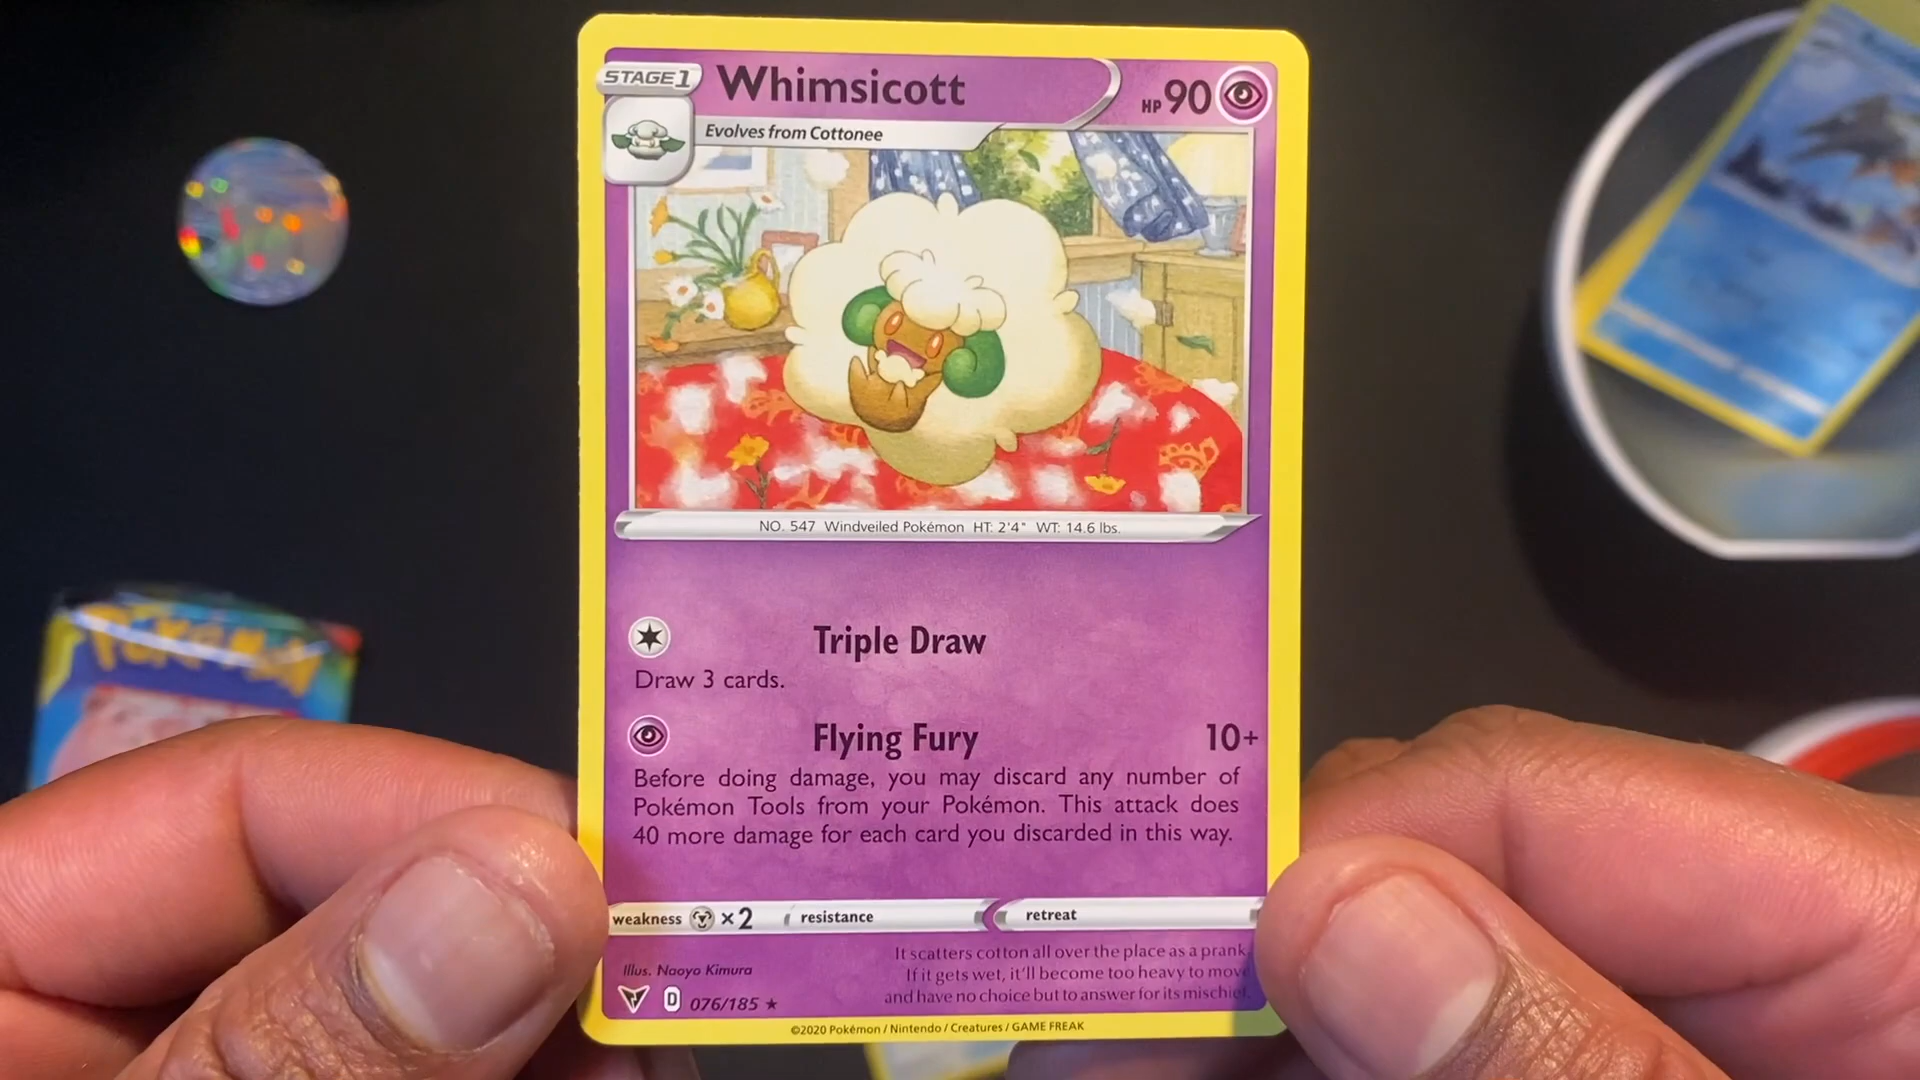 STAGE1
Whimsicott
HP 90
Evolves from Cottonee
NO. 547 Windveiled Pokémon HT: 2'4" WT: 14.6 lbs.
Triple Draw
Draw 3 cards.
Flying Fury 10+
Before doing damage, you may discard any number of
Pokémon Tools from your Pokémon. This attack does
40 more damage for each card you discarded in this way.
weakness ×2 resistance retreat
It scatters cotton all over the place as a prank.
If it gets wet, it'll become too heavy to move
and have no choice but to answer for its mischief.
Illus. Naoyo Kimura
D 076/185 ★
©2020 Pokémon / Nintendo / Creatures / GAME FREAK
POKéMON